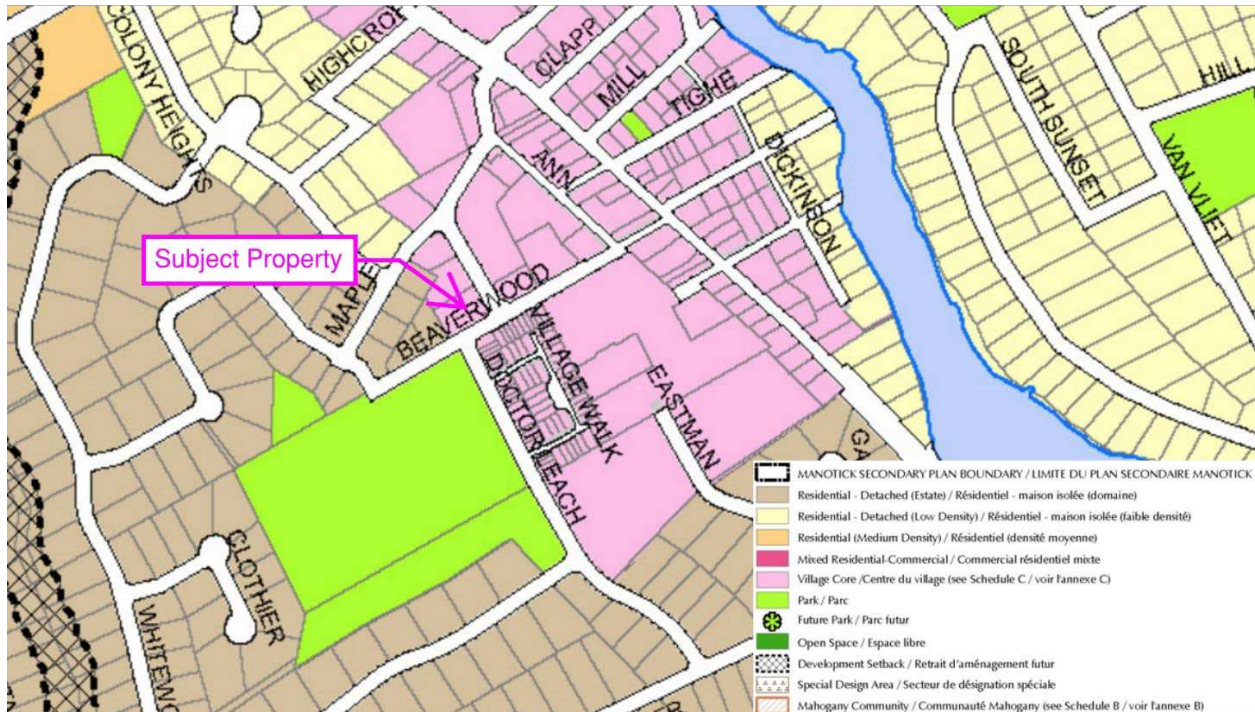 COLONY HEIGHTS
HIGHCROF
CLAPP
MILL
TIGHE
ANN
DICKINSON
SOUTH SUNSET
HILL
VAN VLIET
Subject Property
MAPLE
BEAVERWOOD
VILLAGE WALK
DOCTOR LEACH
EASTMAN
GA
CLOTHIER
WHITEWO
MANOTICK SECONDARY PLAN BOUNDARY / LIMITE DU PLAN SECONDAIRE MANOTICK
Residential - Detached (Estate) / Résidentiel - maison isolée (domaine)
Residential - Detached (Low Density) / Résidentiel - maison isolée (faible densité)
Residential (Medium Density) / Résidentiel (densité moyenne)
Mixed Residential-Commercial / Commercial résidentiel mixte
Village Core /Centre du village (see Schedule C / voir l'annexe C)
Park / Parc
Future Park / Parc futur
Open Space / Espace libre
Development Setback / Retrait d'aménagement futur
Special Design Area / Secteur de désignation spéciale
Mahogany Community / Communauté Mahogany (see Schedule B / voir l'annexe B)